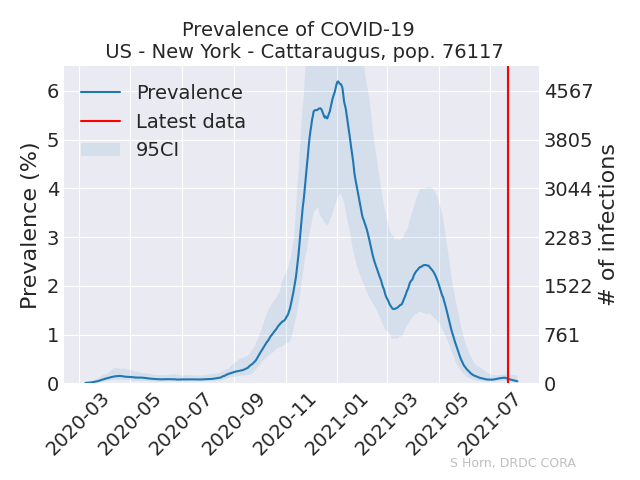 Prevalence of COVID-19
US - New York - Cattaraugus, pop. 76117
Prevalence
Latest data
95CI
Prevalence (%)
6
5
4
3
2
1
0
4567
3805
3044
2283
1522
761
0
# of infections
2020-03
2020-05
2020-07
2020-09
2020-11
2021-01
2021-03
2021-05
2021-07
S Horn, DRDC CORA